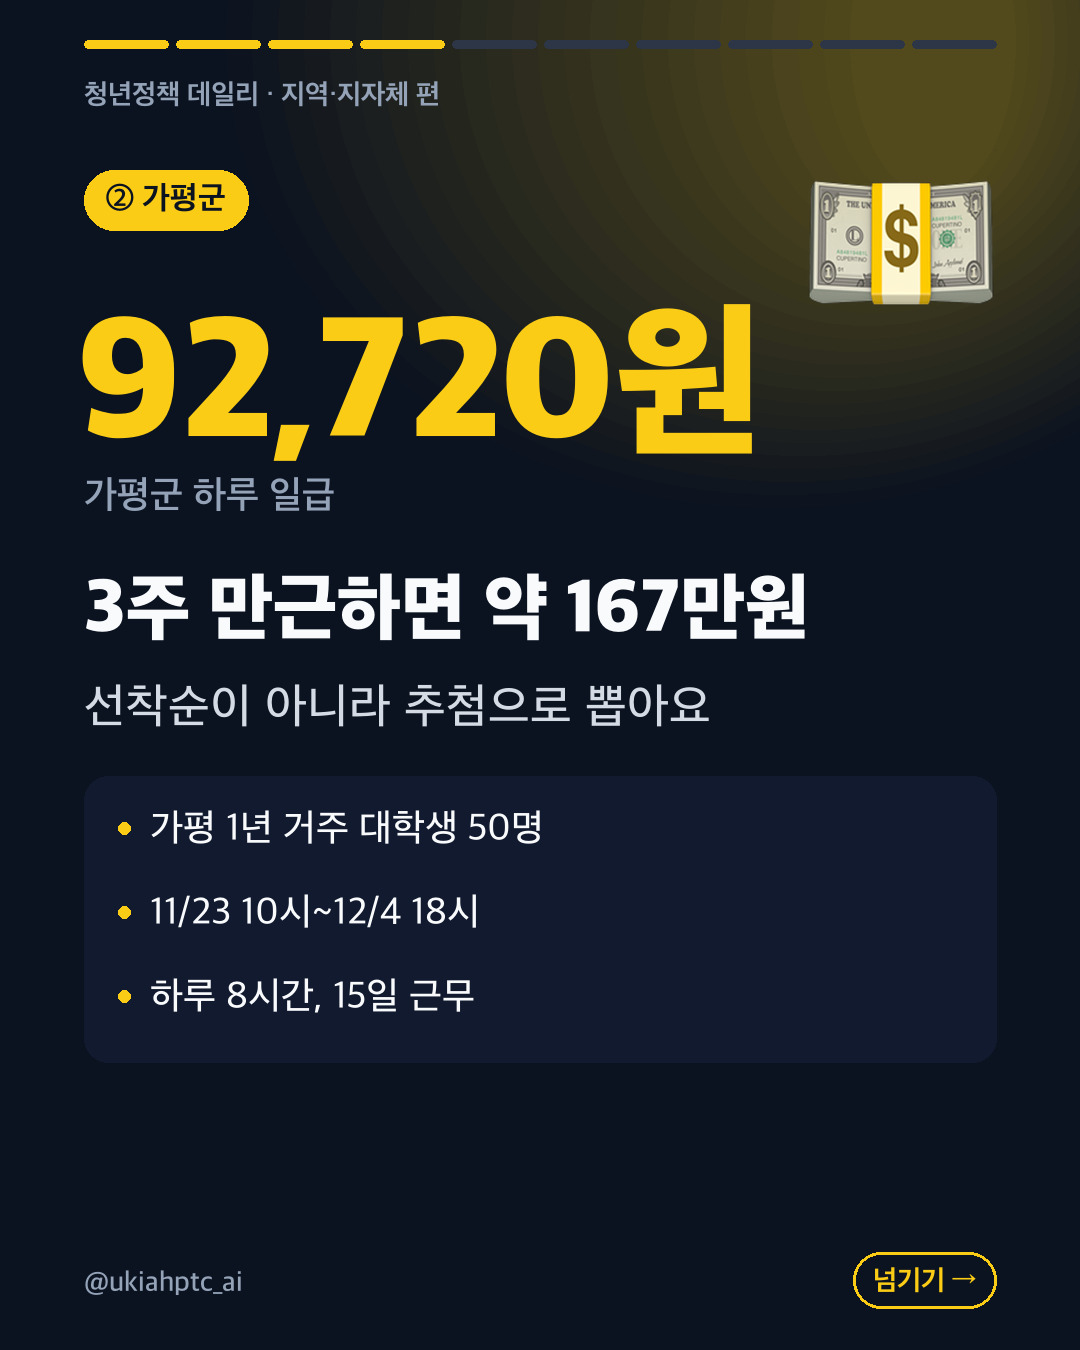 청년정책 데일리 · 지역·지자체 편
② 가평군
92,720원
가평군 하루 일급
3주 만근하면 약 167만원
선착순이 아니라 추첨으로 뽑아요
• 가평 1년 거주 대학생 50명
• 11/23 10시~12/4 18시
• 하루 8시간, 15일 근무
@ukiahptc_ai
넘기기 →